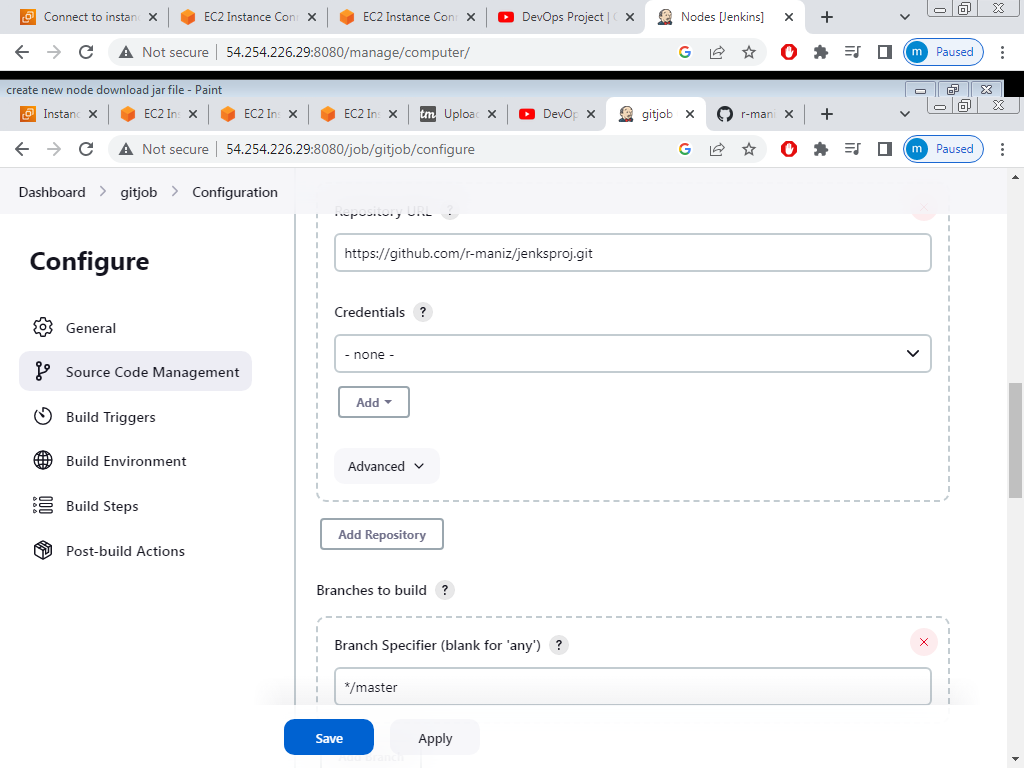 Connect to instan
EC2 Instance Conn
EC2 Instance Conn
DevOps Project |
Nodes [Jenkins]
Not secure
54.254.226.29:8080/manage/computer/
m Paused
create new node download jar file - Paint
Instanc
EC2 In
EC2 In
EC2 In
tm Uploa
DevOp
gitjob
r-mani
Not secure
54.254.226.29:8080/job/gitjob/configure
m Paused
Dashboard
gitjob
Configuration
Repository URL ?
Configure
https://github.com/r-maniz/jenksproj.git
Credentials ?
General
- none -
Source Code Management
Add
Build Triggers
Build Environment
Advanced
Build Steps
Add Repository
Post-build Actions
Branches to build ?
Branch Specifier (blank for 'any') ?
*/master
Save
Apply
Add Branch